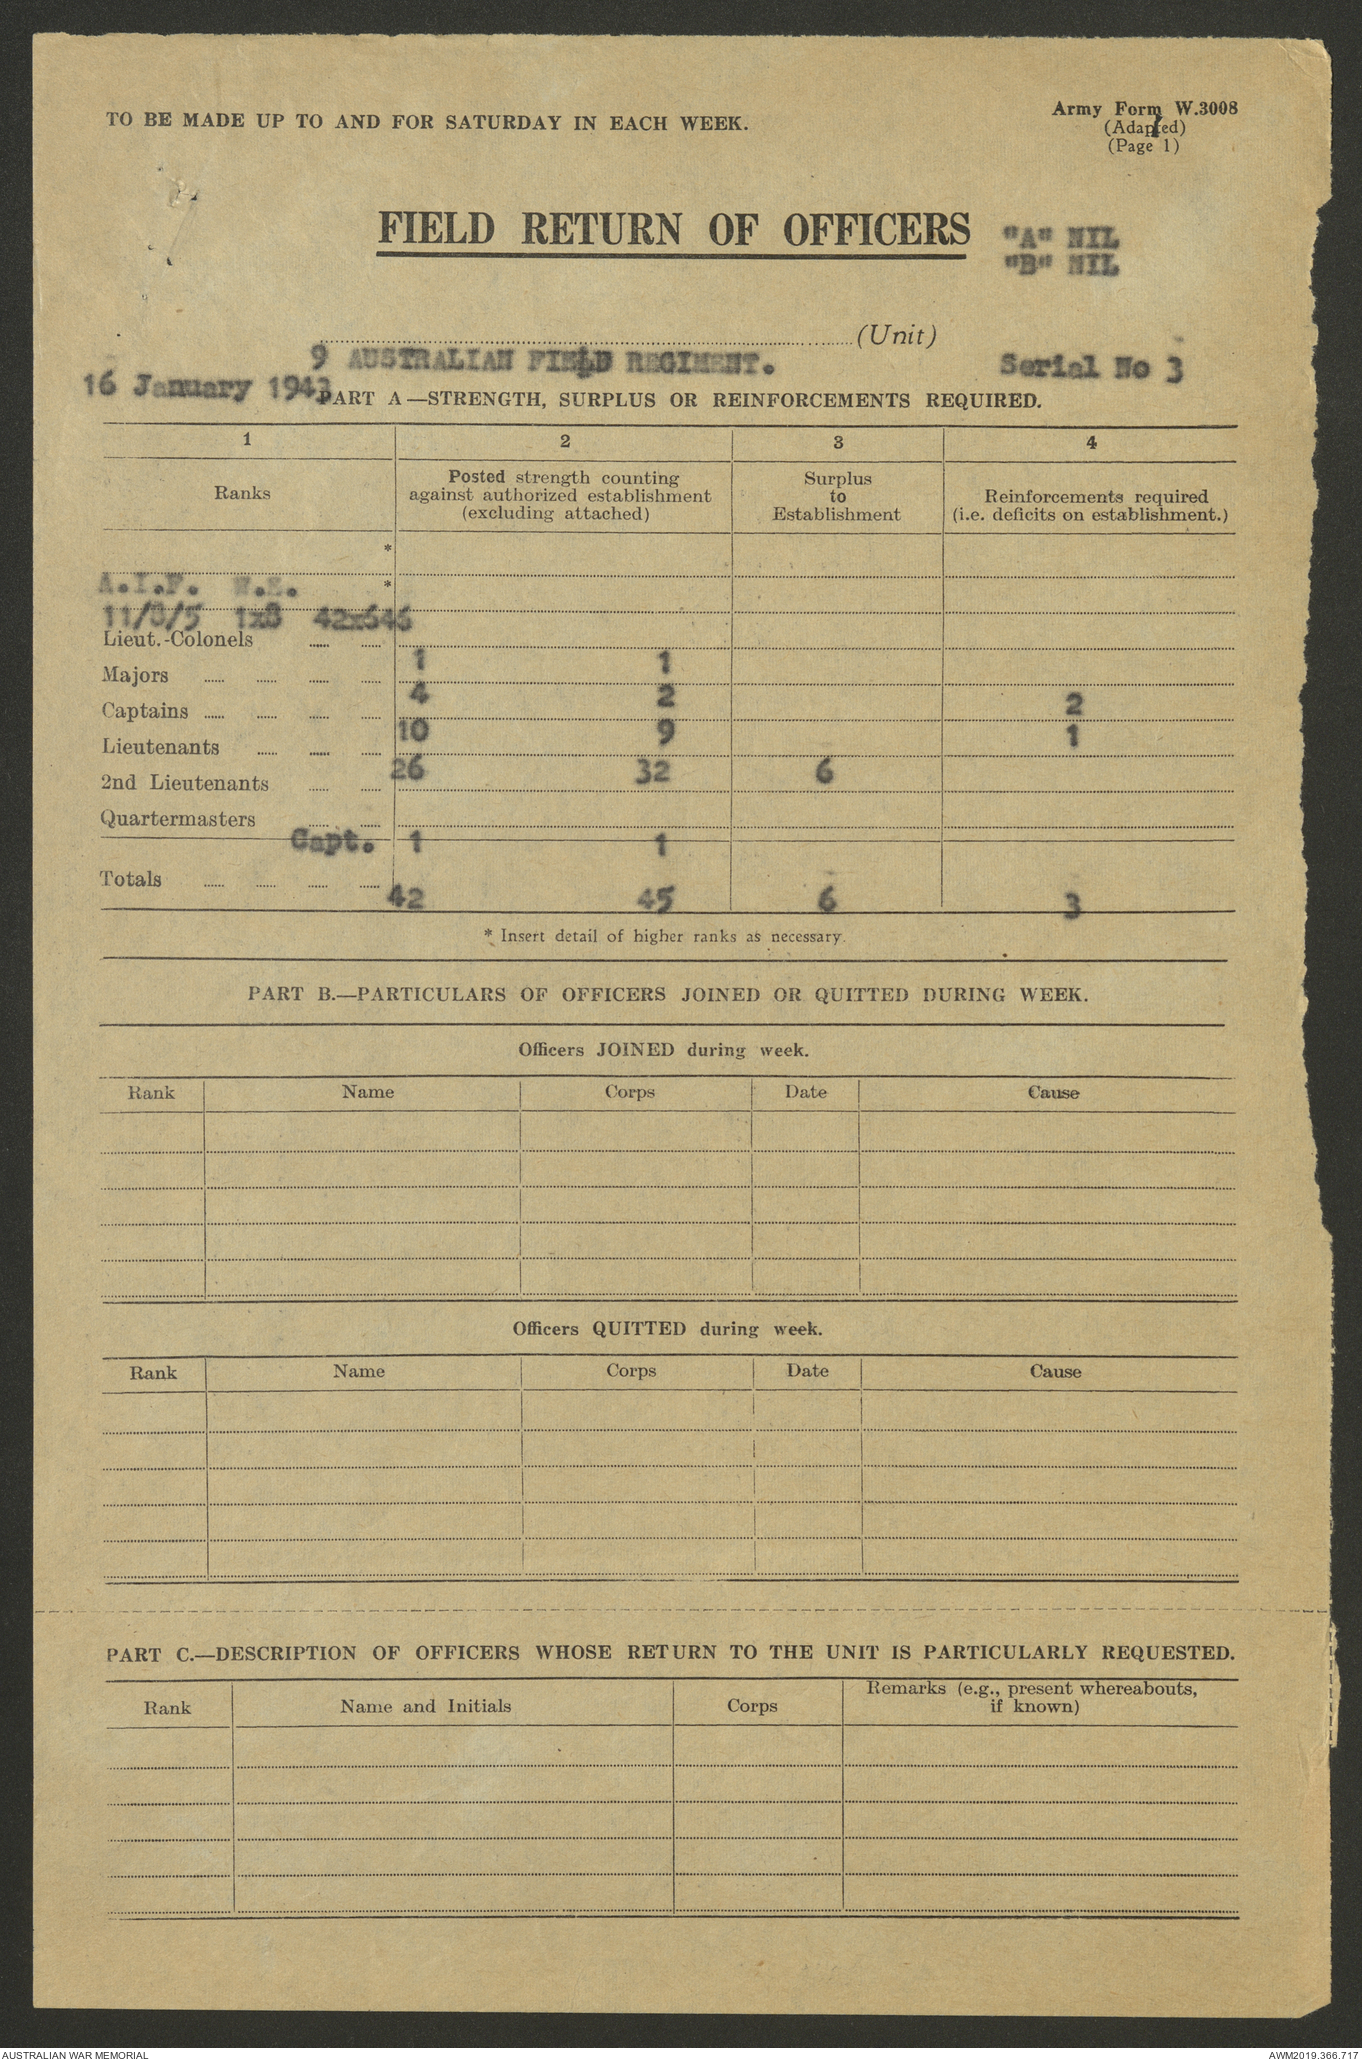 TO BE MADE UP TO AND FOR SATURDAY IN EACH WEEK.
Army Form W.3008
(Adapted)
(Page 1)
FIELD RETURN OF OFFICERS
"A" NIL
"B" NIL
(Unit)
9 AUSTRALIAN FIELD REGIMENT.
Serial No 3
16 January 1943
PART A—STRENGTH, SURPLUS OR REINFORCEMENTS REQUIRED.
1 2 3 4
Ranks
Posted strength counting
against authorized establishment
(excluding attached)
Surplus
to
Establishment
Reinforcements required
(i.e. deficits on establishment.)
*
A.I.F. W.E. *
11/8/5 1x8 42x646
Lieut.-Colonels
1 1
Majors
4 2 2
Captains
10 9 1
Lieutenants
26 32 6
2nd Lieutenants
Quartermasters
Capt. 1 1
Totals
42 45 6 3
* Insert detail of higher ranks as necessary.
PART B.—PARTICULARS OF OFFICERS JOINED OR QUITTED DURING WEEK.
Officers JOINED during week.
Rank Name Corps Date Cause
Officers QUITTED during week.
Rank Name Corps Date Cause
PART C.—DESCRIPTION OF OFFICERS WHOSE RETURN TO THE UNIT IS PARTICULARLY REQUESTED.
Rank Name and Initials Corps
Remarks (e.g., present whereabouts,
if known)
AUSTRALIAN WAR MEMORIAL
AWM2019.366.717